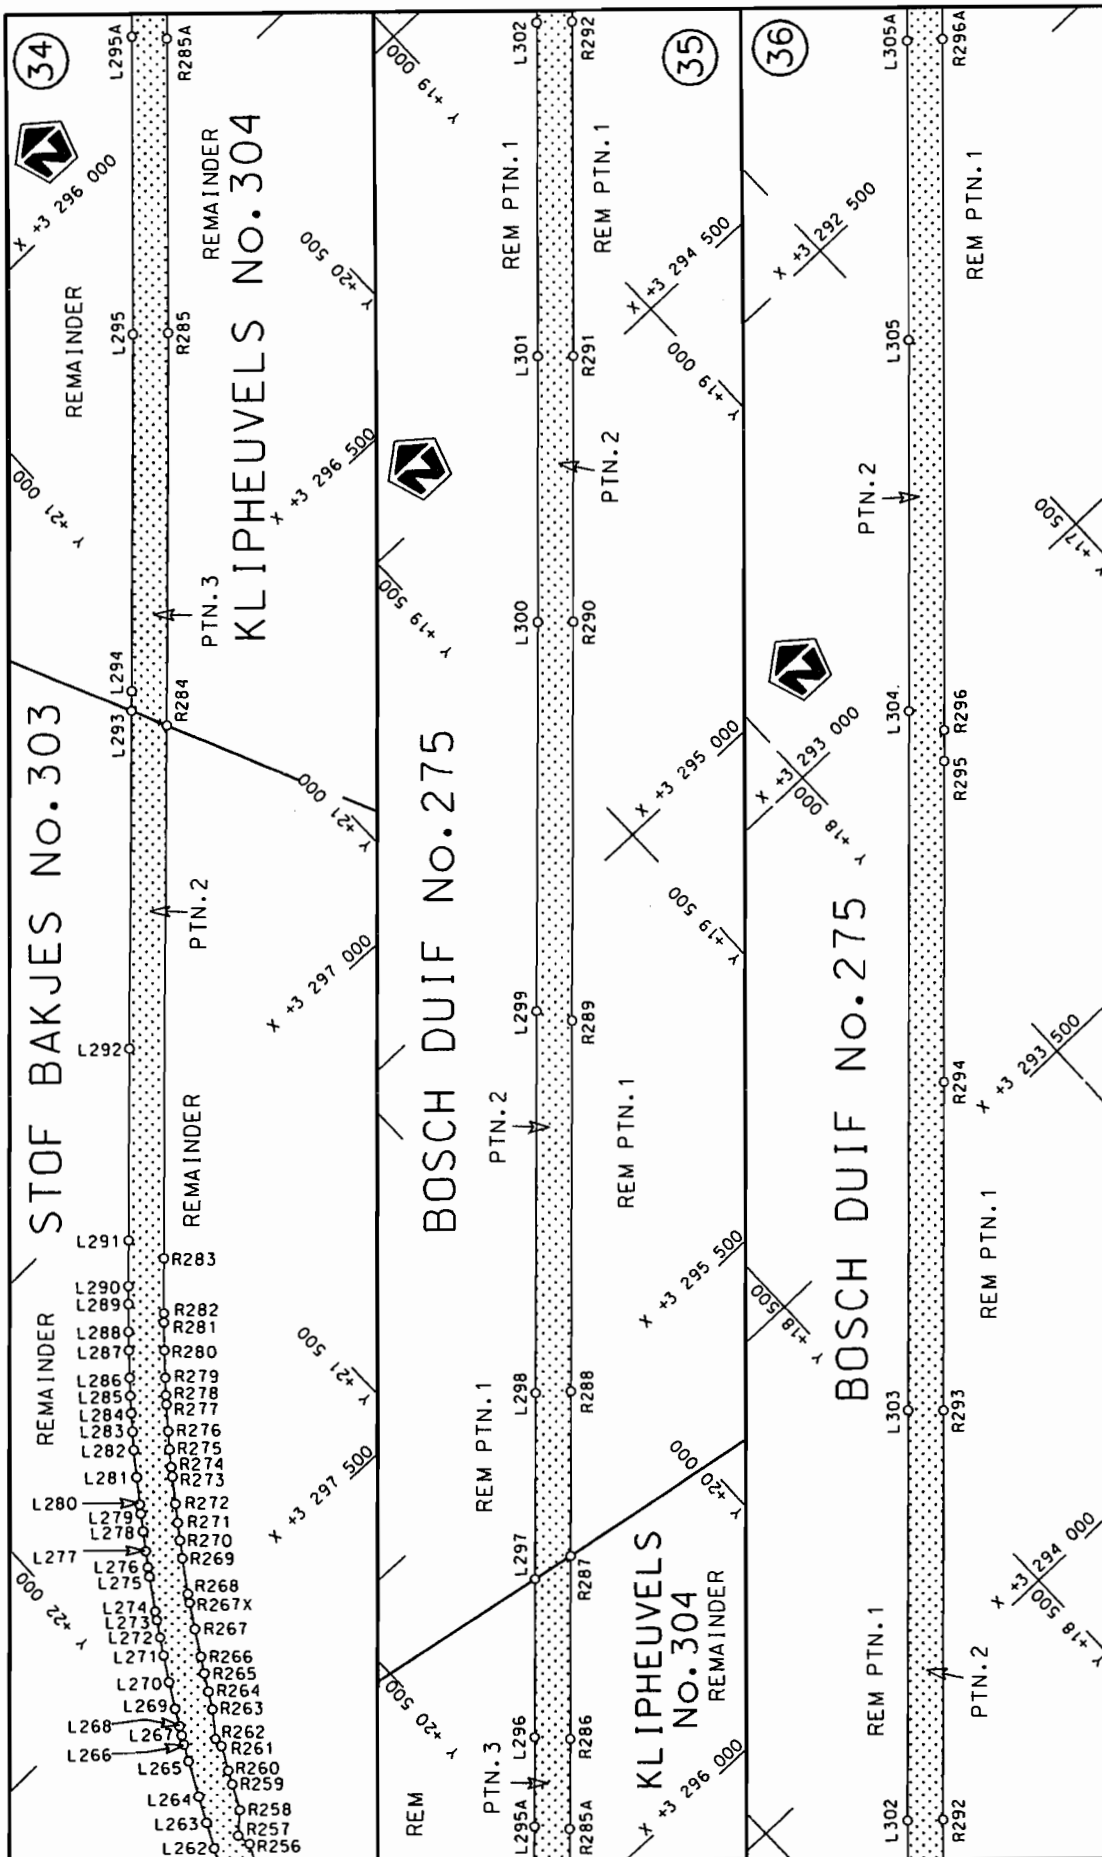 34
STOF BAKJES No.303
KLIPHEUVELS No.304
REMAINDER
REMAINDER
REMAINDER
REMAINDER
PTN.2
PTN.3
L262
L263
L264
L265
L266
L267
L268
L269
L270
L271
L272
L273
L274
L275
L276
L277
L278
L279
L280
L281
L282
L283
L284
L285
L286
L287
L288
L289
L290
L291
L292
L293
L294
L295
L295A
R256
R257
R258
R259
R260
R261
R262
R263
R264
R265
R266
R267
R267X
R268
R269
R270
R271
R272
R273
R274
R275
R276
R277
R278
R279
R280
R281
R282
R283
R284
R285
R285A
Y +22 000
Y +21 500
Y +21 000
Y +21 000
Y +20 500
X +3 297 500
X +3 297 000
X +3 296 500
X +3 296 000
35
BOSCH DUIF No.275
KLIPHEUVELS
No.304
REMAINDER
REM
PTN.3
REM PTN.1
PTN.2
REM PTN.1
PTN.2
REM PTN.1
REM PTN.1
L295A
L296
L297
L298
L299
L300
L301
L302
R285A
R286
R287
R288
R289
R290
R291
R292
Y +20 500
Y +20 000
Y +19 500
Y +19 500
Y +19 000
Y +19 000
X +3 296 000
X +3 295 500
X +3 295 000
X +3 294 500
36
BOSCH DUIF No.275
REM PTN.1
PTN.2
REM PTN.1
PTN.2
REM PTN.1
L302
L303
L304
L305
L305A
R292
R293
R294
R295
R296
R296A
Y +18 500
Y +18 500
Y +18 000
Y +17 500
X +3 294 000
X +3 293 500
X +3 293 000
X +3 292 500